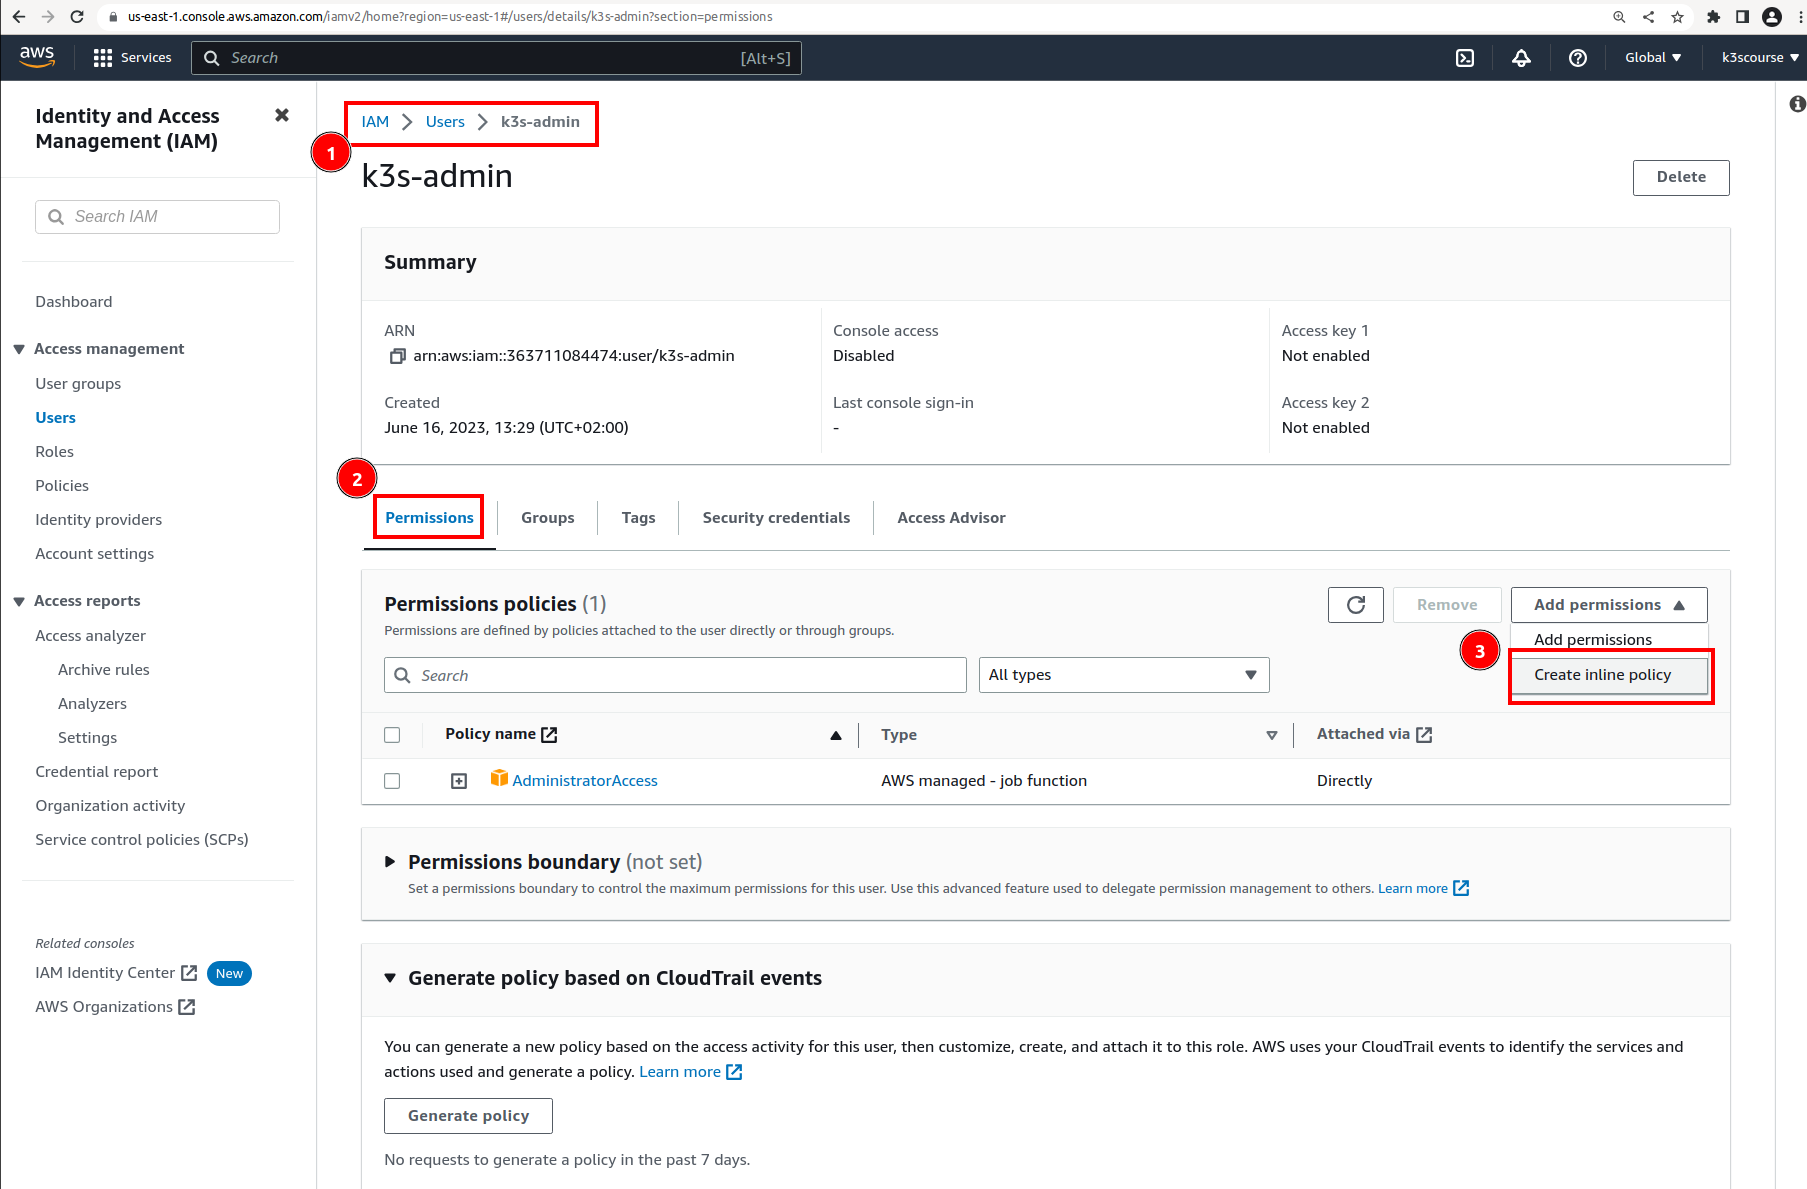 us-east-1.console.aws.amazon.com/iamv2/home?region=us-east-1#/users/details/k3s-admin?section=permissions
aws
Services
Search
[Alt+S]
Global
k3scourse
Identity and Access
Management (IAM)
Search IAM
Dashboard
Access management
User groups
Users
Roles
Policies
Identity providers
Account settings
Access reports
Access analyzer
Archive rules
Analyzers
Settings
Credential report
Organization activity
Service control policies (SCPs)
Related consoles
IAM Identity Center
New
AWS Organizations
IAM
Users
k3s-admin
1
k3s-admin
Delete
Summary
ARN
arn:aws:iam::363711084474:user/k3s-admin
Console access
Disabled
Access key 1
Not enabled
Created
June 16, 2023, 13:29 (UTC+02:00)
Last console sign-in
-
Access key 2
Not enabled
2
Permissions
Groups
Tags
Security credentials
Access Advisor
Permissions policies (1)
Permissions are defined by policies attached to the user directly or through groups.
Remove
Add permissions
Add permissions
3
Create inline policy
Search
All types
Policy name
Type
Attached via
AdministratorAccess
AWS managed - job function
Directly
Permissions boundary (not set)
Set a permissions boundary to control the maximum permissions for this user. Use this advanced feature used to delegate permission management to others. Learn more
Generate policy based on CloudTrail events
You can generate a new policy based on the access activity for this user, then customize, create, and attach it to this role. AWS uses your CloudTrail events to identify the services and
actions used and generate a policy. Learn more
Generate policy
No requests to generate a policy in the past 7 days.